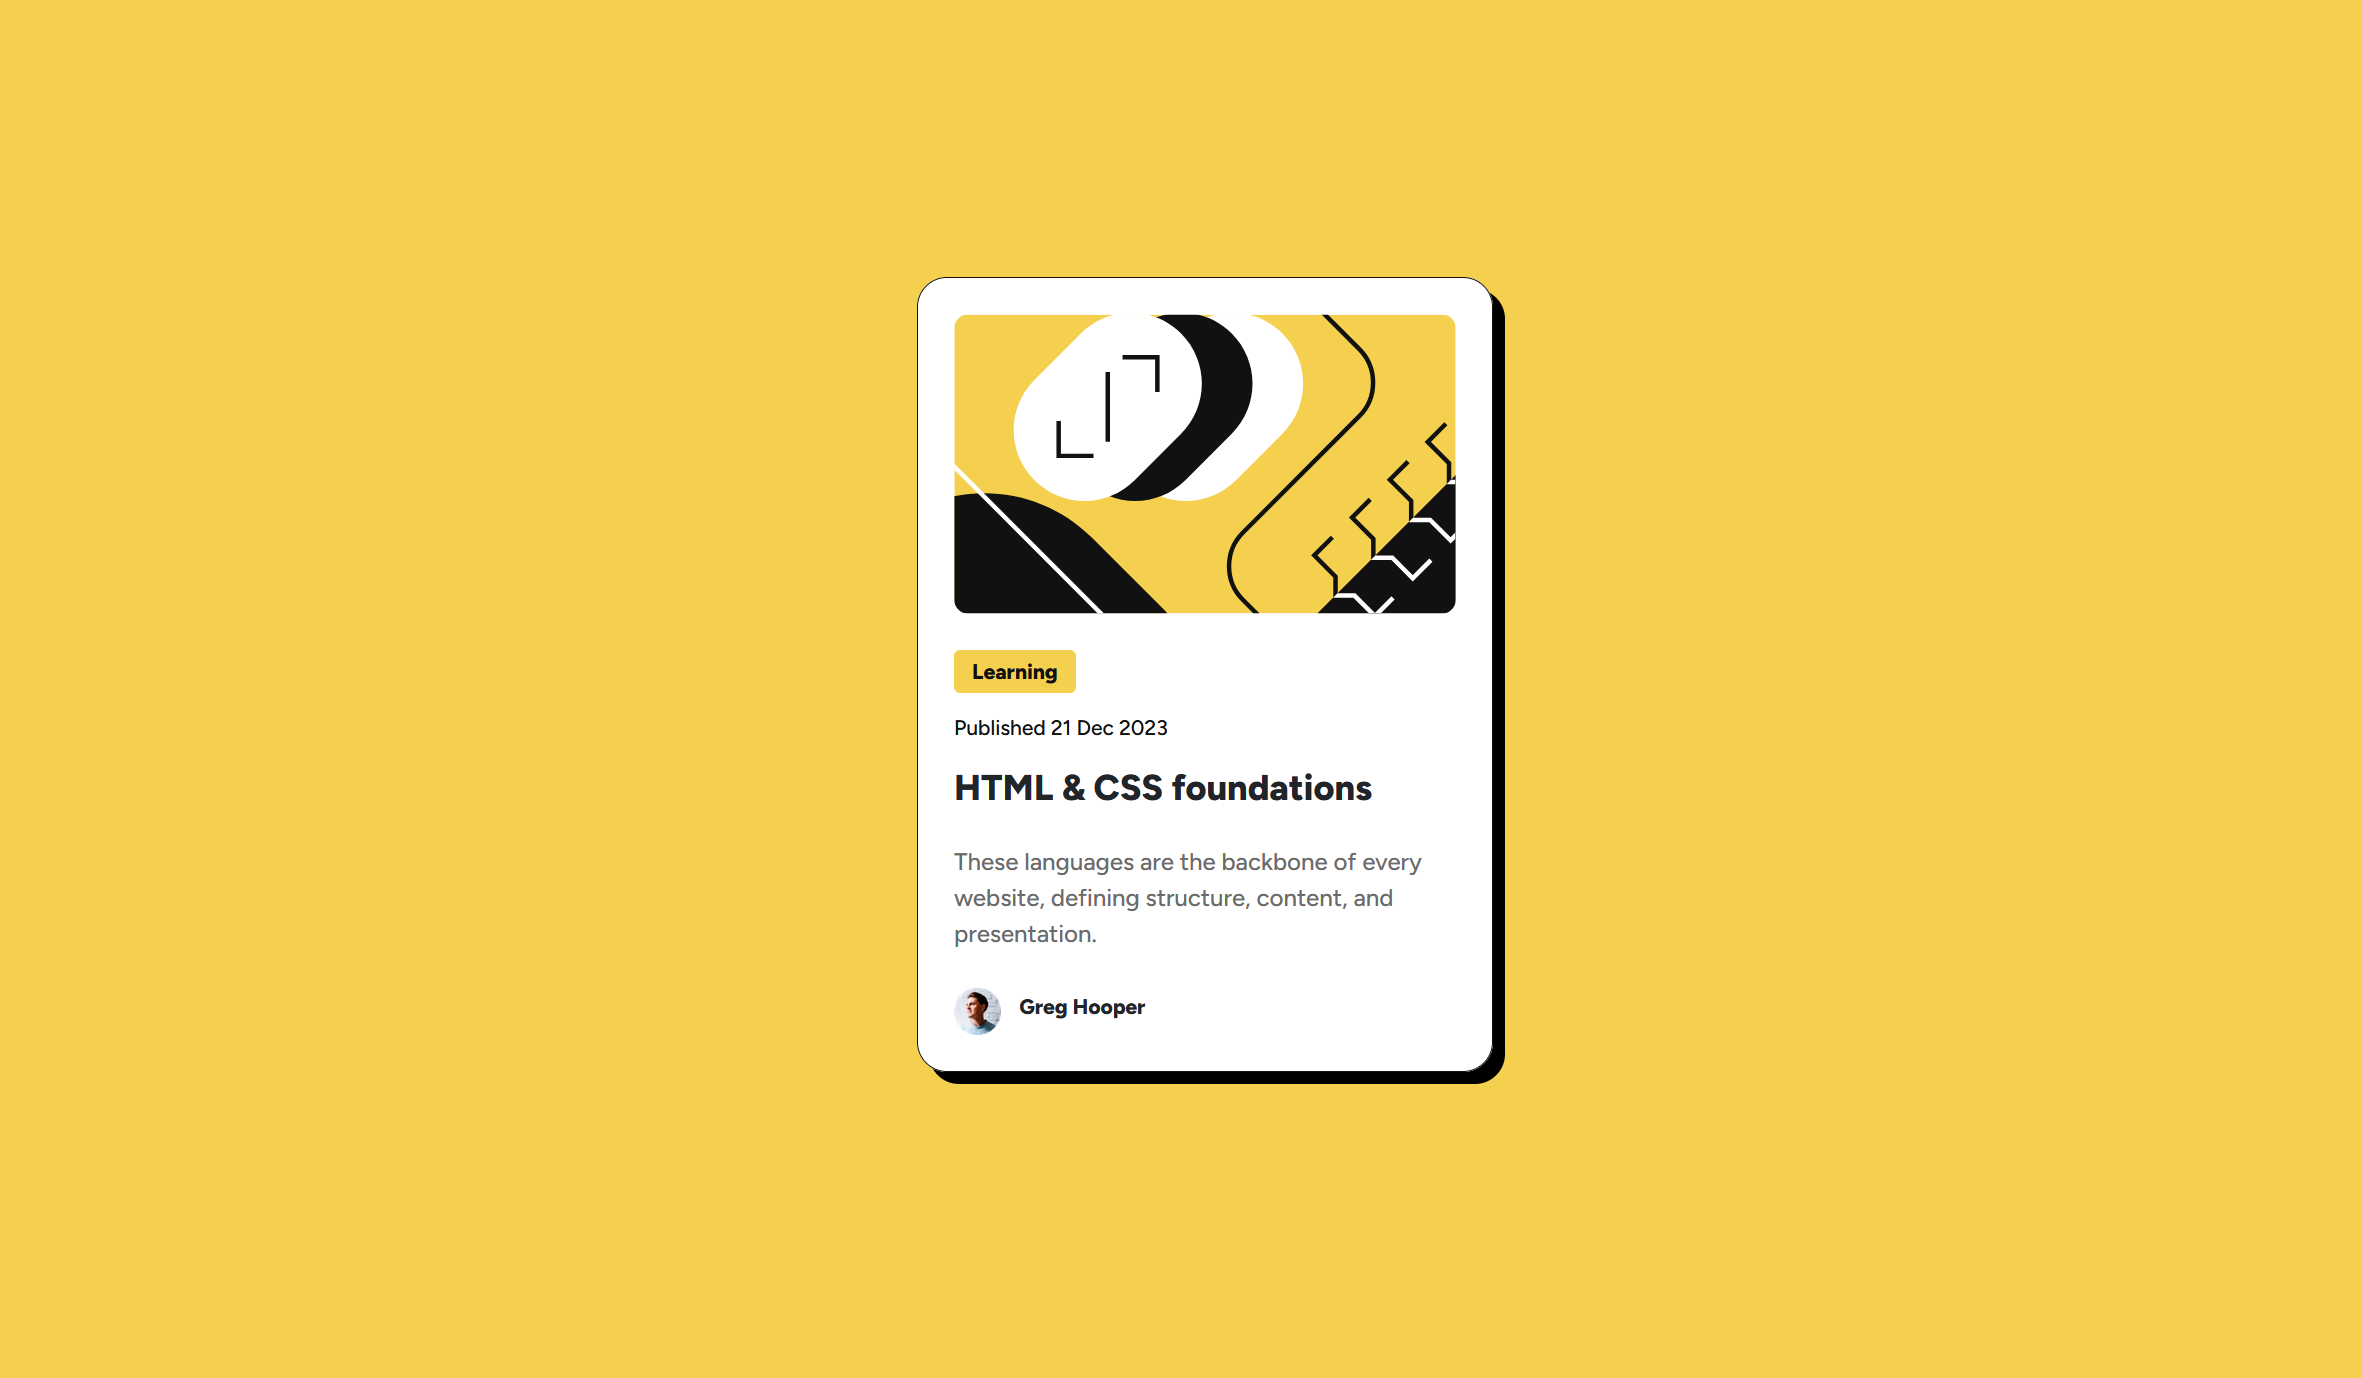 Learning
Published 21 Dec 2023
HTML & CSS foundations
These languages are the backbone of every
website, defining structure, content, and
presentation.
Greg Hooper